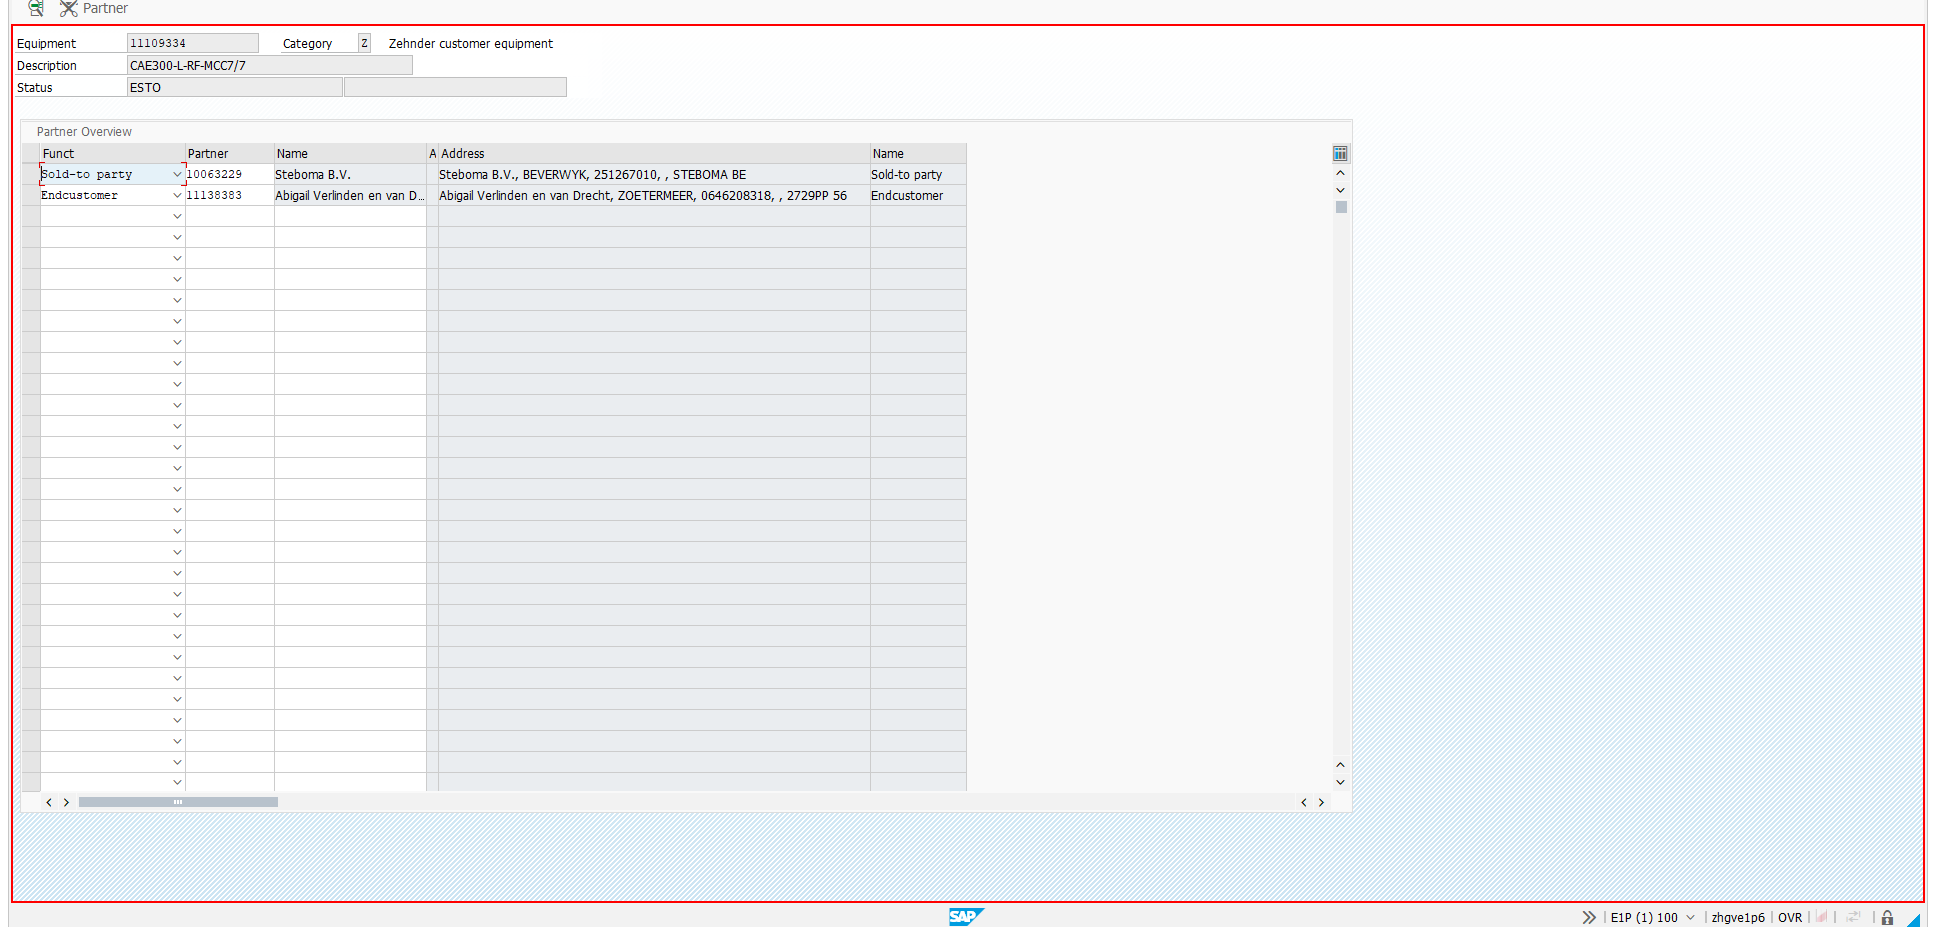 Partner
Equipment 11109334 Category Z Zehnder customer equipment
Description CAE300-L-RF-MCC7/7
Status ESTO
Partner Overview
Funct Partner Name A Address Name
Sold-to party 10063229 Steboma B.V. Steboma B.V., BEVERWYK, 251267010, , STEBOMA BE Sold-to party
Endcustomer 11138383 Abigail Verlinden en van D... Abigail Verlinden en van Drecht, ZOETERMEER, 0646208318, , 2729PP 56 Endcustomer
SAP E1P (1) 100 zhgve1p6 OVR